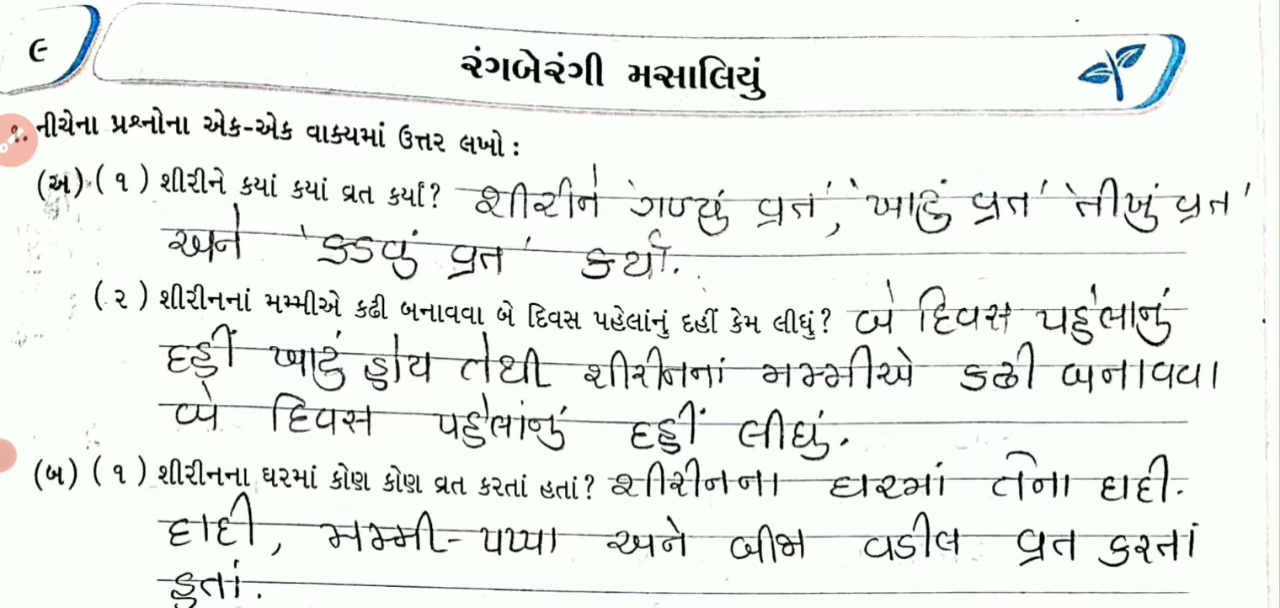 ૯
રંગબેરંગી મસાલિયું
૧. નીચેના પ્રશ્નોના એક-એક વાક્યમાં ઉત્તર લખો :
(અ) (૧) શીરીને કયાં કયાં વ્રત કર્યાં? શીરીને ગળ્યું વ્રત', 'ખાટું વ્રત' તીખું વ્રત'
અને 'કડવું વ્રત' કર્યા.
(૨) શીરીનનાં મમ્મીએ કઢી બનાવવા બે દિવસ પહેલાંનું દહીં કેમ લીધું? બે દિવસ પહેલાનું
દહીં ખાટું હોય તેથી શીરીનનાં મમ્મીએ કઢી બનાવવા
બે દિવસ પહેલાંનું દહીં લીધું.
(બ) (૧) શીરીનના ઘરમાં કોણ કોણ વ્રત કરતાં હતાં? શીરીનના ઘરમાં તેના દાદી-
દાદી, મમ્મી-પપ્પા અને બીજા વડીલ વ્રત કરતાં
હતાં.